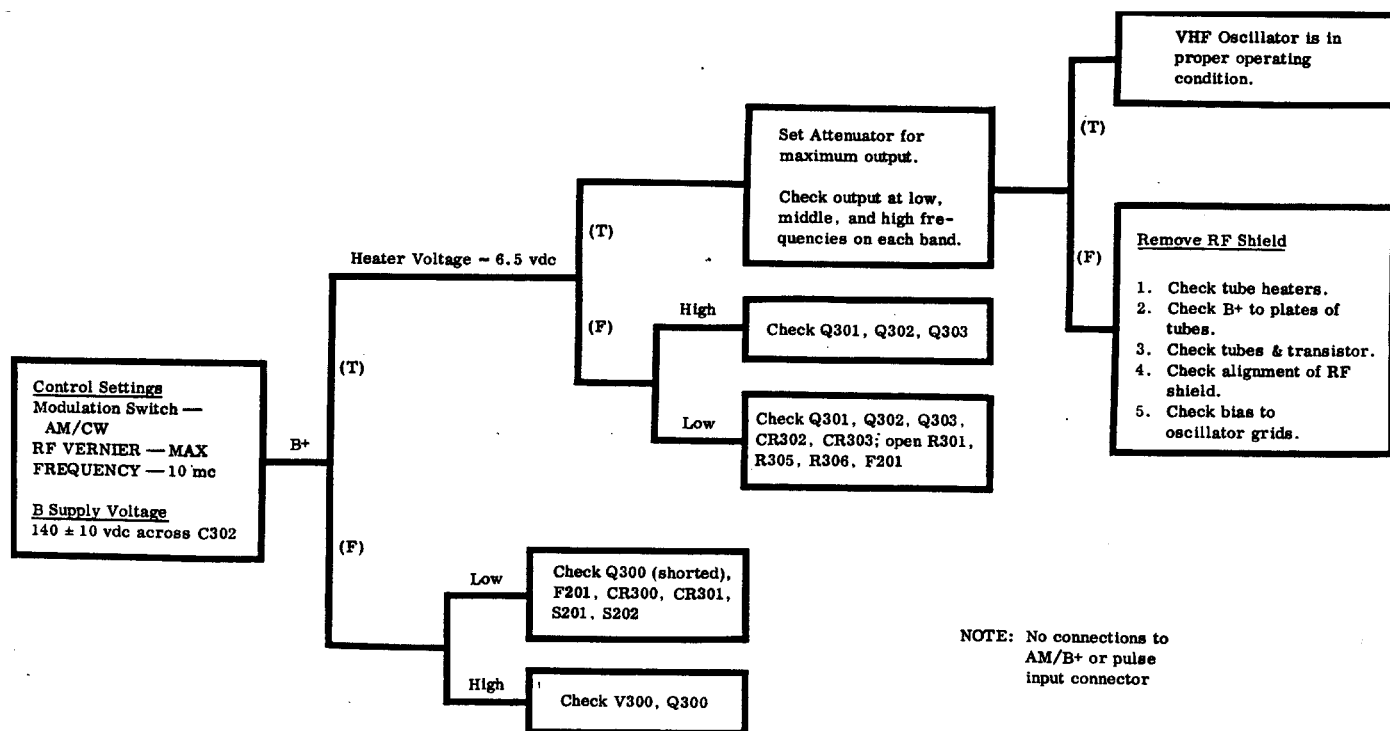 Control Settings
Modulation Switch —
AM/CW
RF VERNIER — MAX
FREQUENCY — 10 mc
B Supply Voltage
140 ± 10 vdc across C302
B+
(T)
(F)
Heater Voltage ~ 6.5 vdc
(T)
(F)
Set Attenuator for
maximum output.
Check output at low,
middle, and high fre-
quencies on each band.
(T)
(F)
VHF Oscillator is in
proper operating
condition.
Remove RF Shield
1. Check tube heaters.
2. Check B+ to plates of
tubes.
3. Check tubes & transistor.
4. Check alignment of RF
shield.
5. Check bias to
oscillator grids.
High
Check Q301, Q302, Q303
Low
Check Q301, Q302, Q303,
CR302, CR303; open R301,
R305, R306, F201
Low
Check Q300 (shorted),
F201, CR300, CR301,
S201, S202
High
Check V300, Q300
NOTE: No connections to
AM/B+ or pulse
input connector